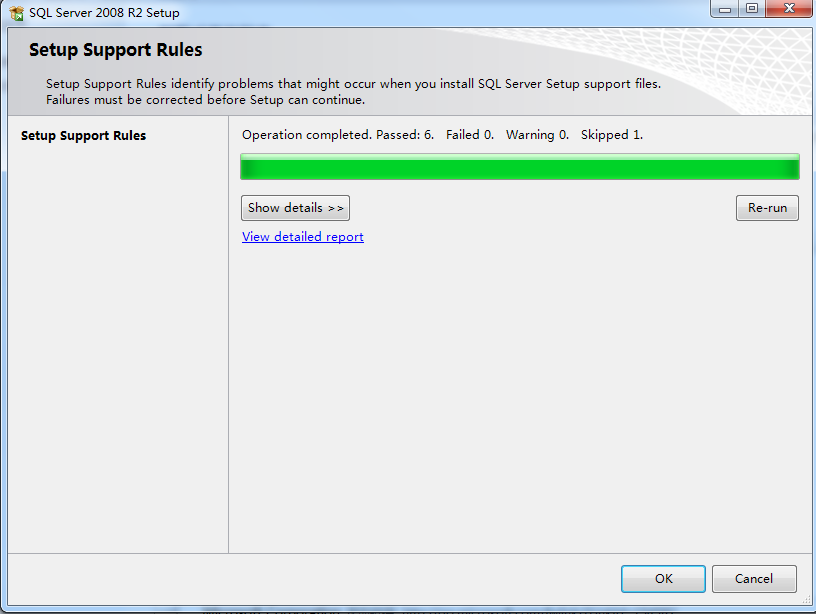 SQL Server 2008 R2 Setup
Setup Support Rules
Setup Support Rules identify problems that might occur when you install SQL Server Setup support files.
Failures must be corrected before Setup can continue.
Setup Support Rules
Operation completed. Passed: 6.   Failed 0.   Warning 0.   Skipped 1.
Show details >>
Re-run
View detailed report
OK
Cancel